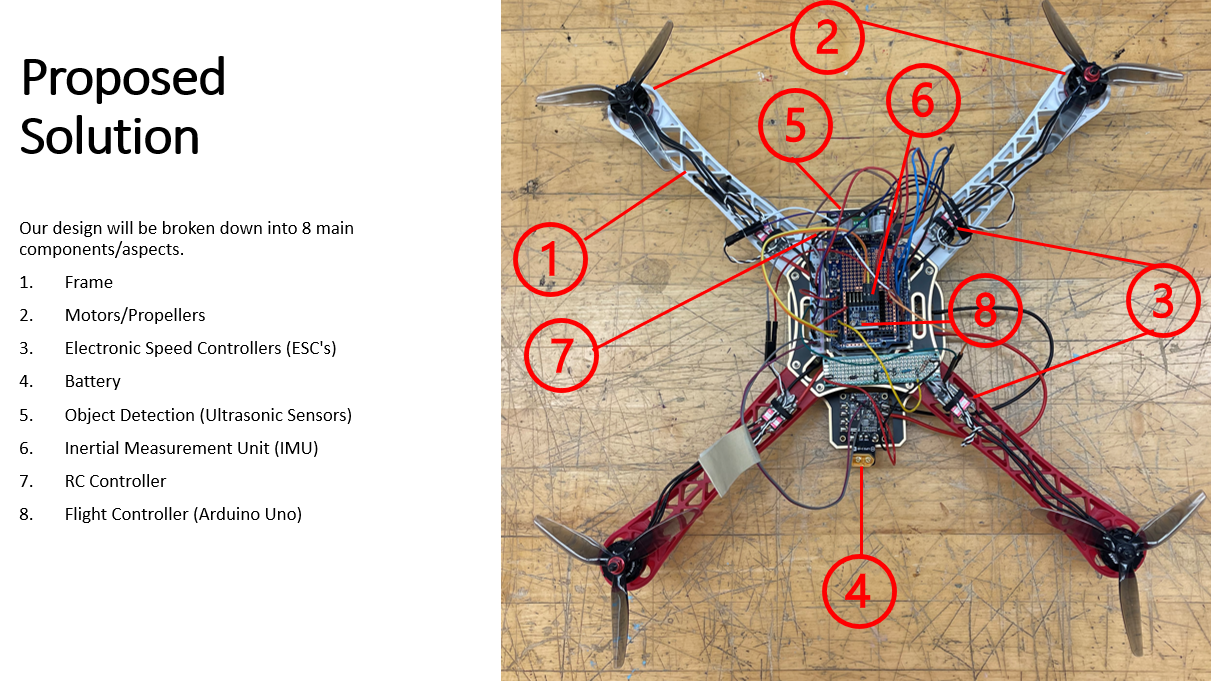 Proposed
Solution
Our design will be broken down into 8 main
components/aspects.
1. Frame
2. Motors/Propellers
3. Electronic Speed Controllers (ESC's)
4. Battery
5. Object Detection (Ultrasonic Sensors)
6. Inertial Measurement Unit (IMU)
7. RC Controller
8. Flight Controller (Arduino Uno)
2
6
5
1
8
3
7
4